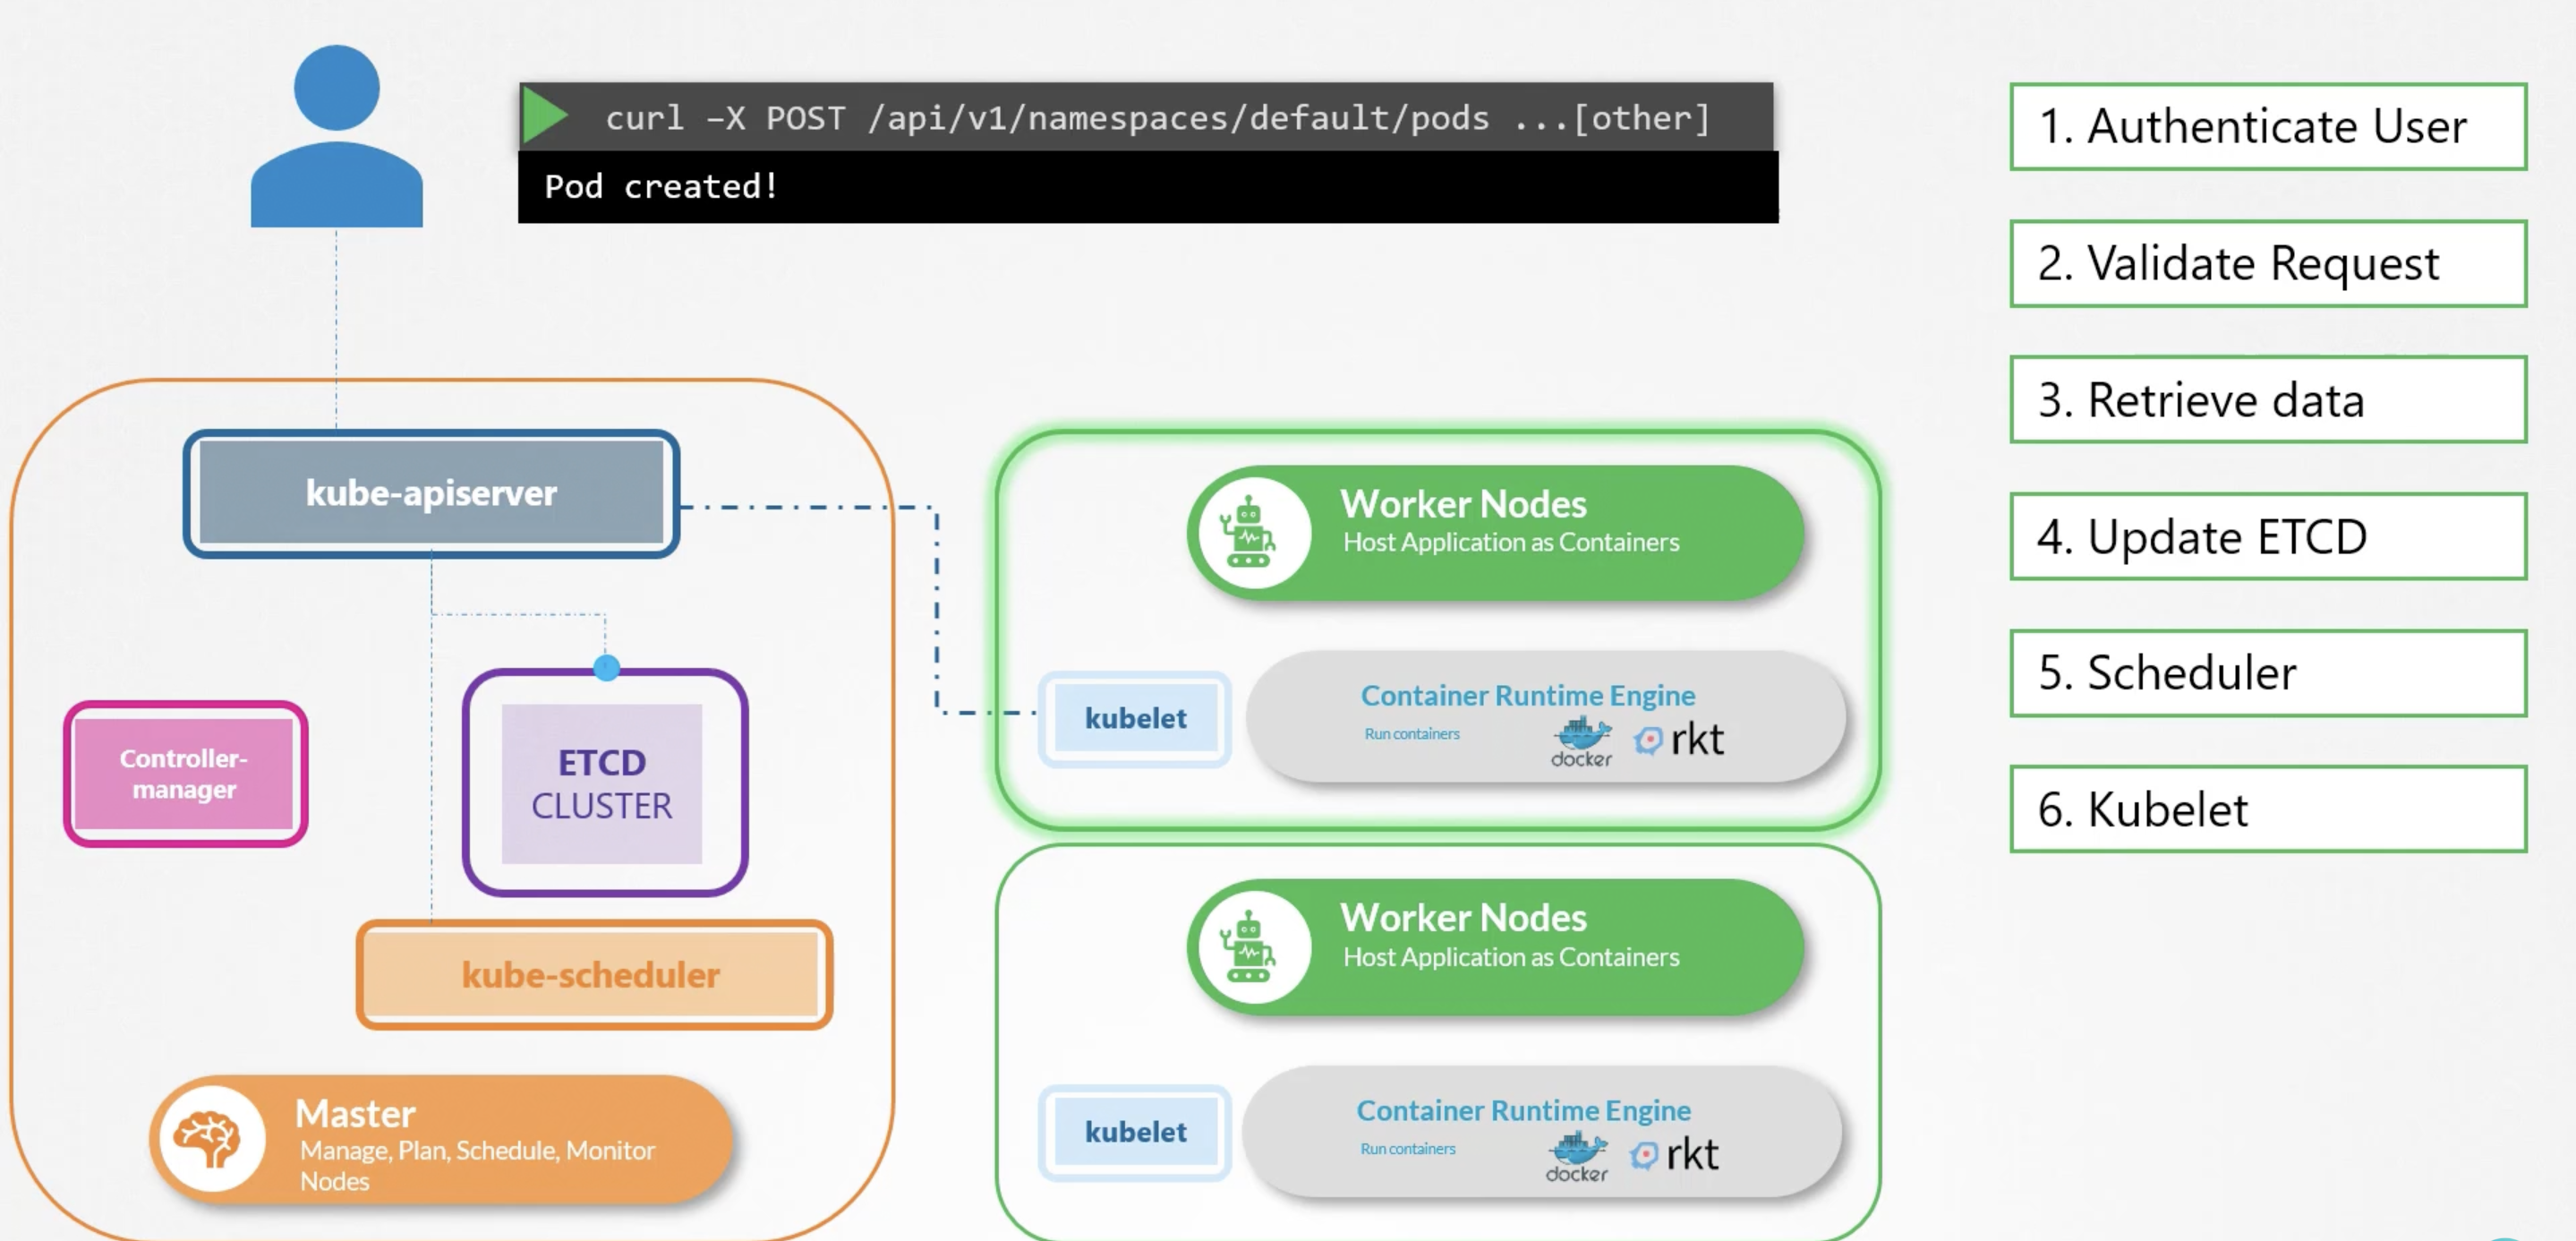 curl –X POST /api/v1/namespaces/default/pods ...[other]
Pod created!
1. Authenticate User
2. Validate Request
3. Retrieve data
4. Update ETCD
5. Scheduler
6. Kubelet
kube-apiserver
Controller-
manager
ETCD
CLUSTER
kube-scheduler
Master
Manage, Plan, Schedule, Monitor
Nodes
Worker Nodes
Host Application as Containers
kubelet
Container Runtime Engine
Run containers
docker
rkt
Worker Nodes
Host Application as Containers
kubelet
Container Runtime Engine
Run containers
docker
rkt